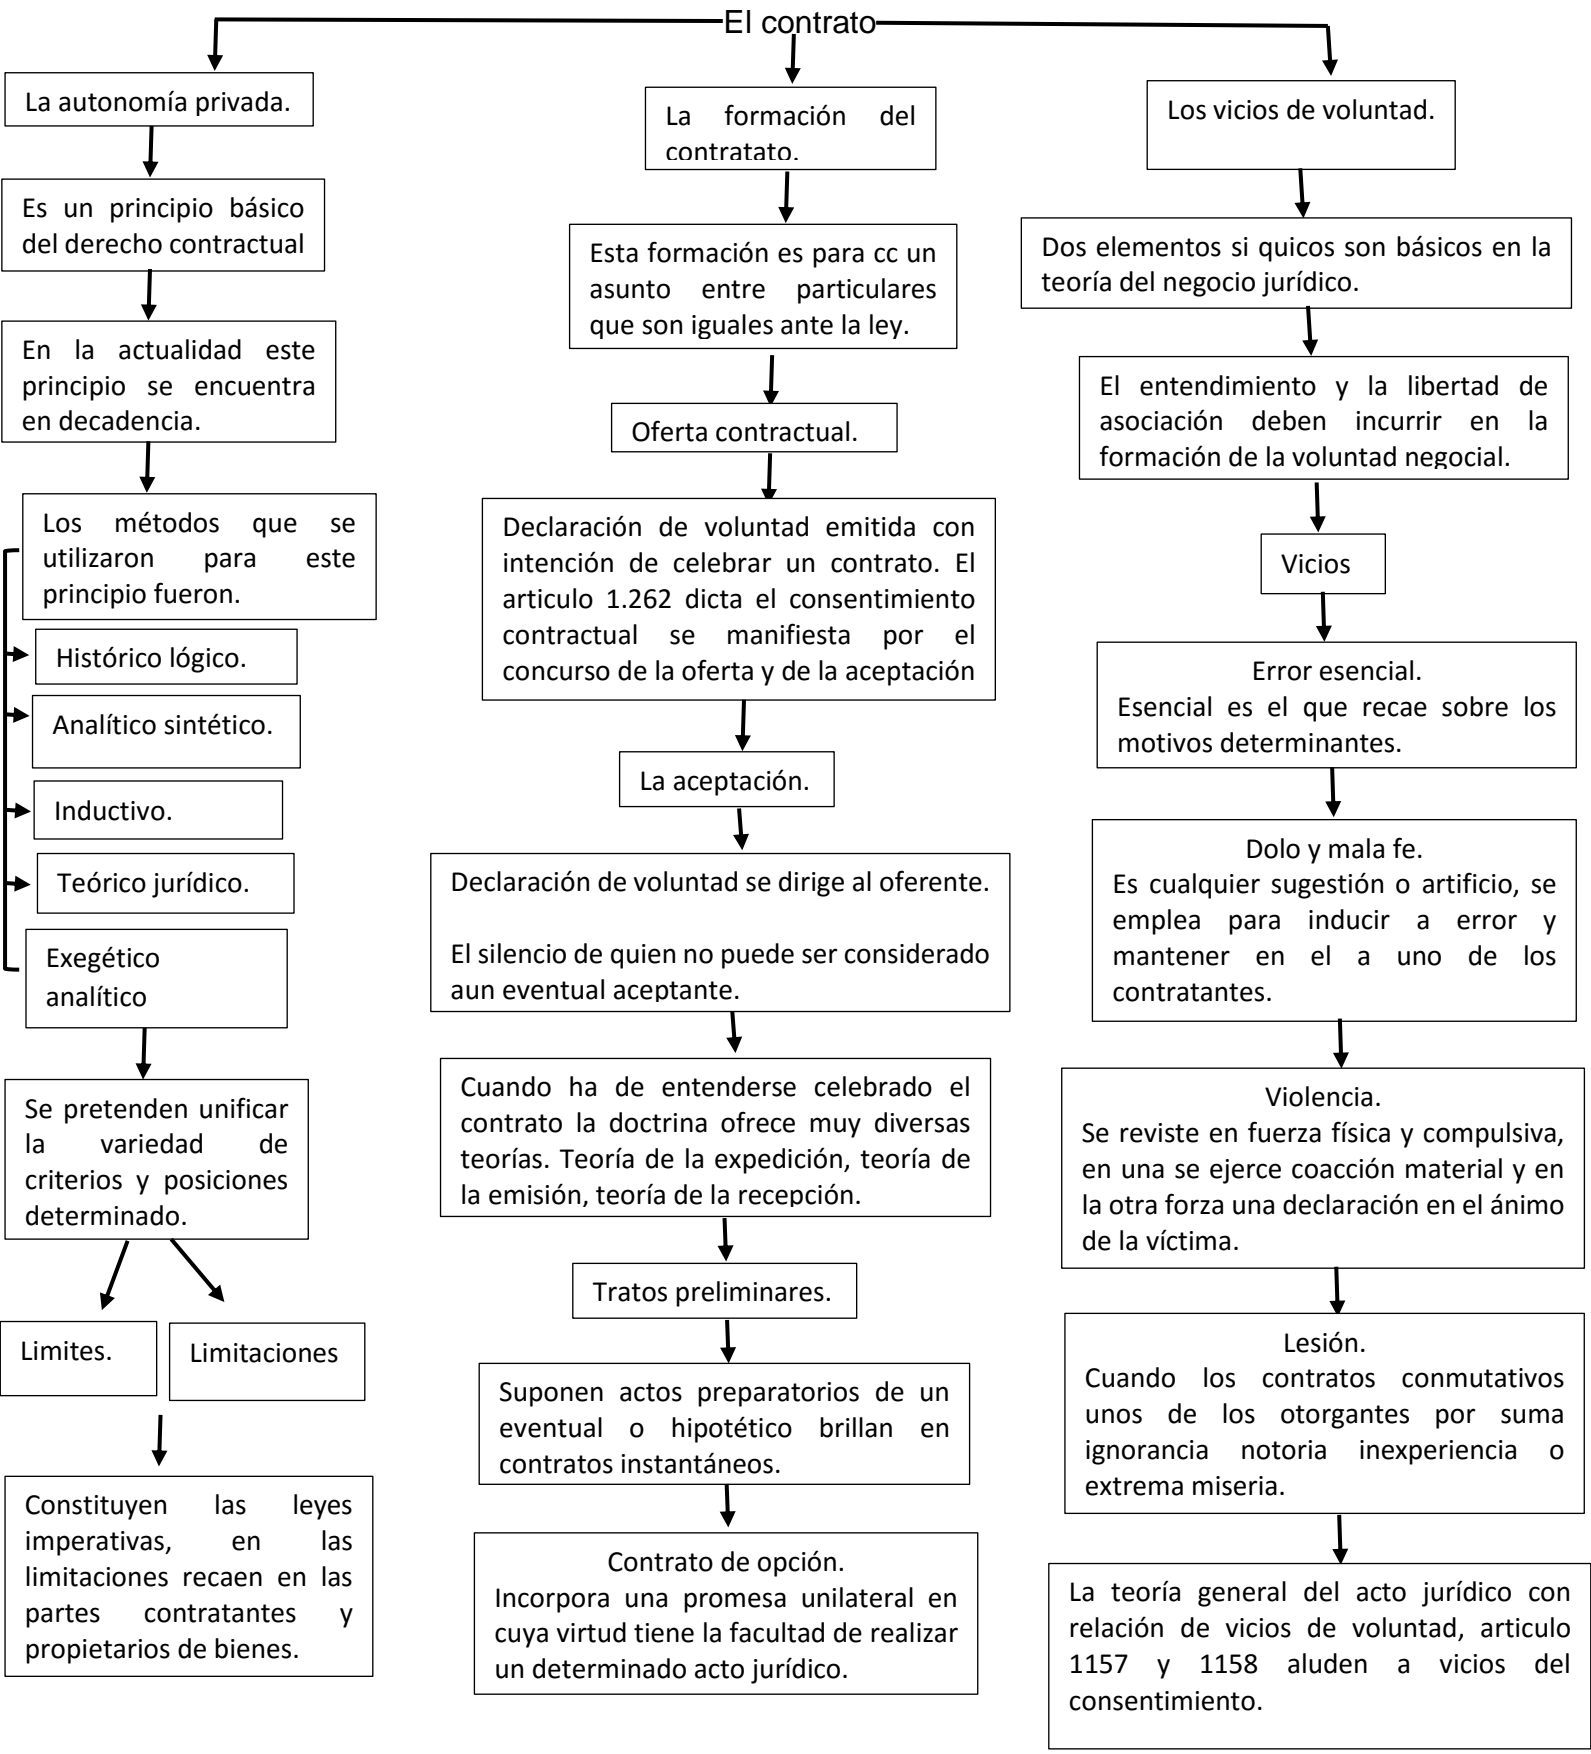 El contrato
La autonomía privada.
Es un principio básico
del derecho contractual
En la actualidad este
principio se encuentra
en decadencia.
Los métodos que se
utilizaron para este
principio fueron.
Histórico lógico.
Analítico sintético.
Inductivo.
Teórico jurídico.
Exegético
analítico
Se pretenden unificar
la variedad de
criterios y posiciones
determinado.
Limites.
Limitaciones
Constituyen las leyes
imperativas, en las
limitaciones recaen en las
partes contratantes y
propietarios de bienes.
La formación del
contratato.
Esta formación es para cc un
asunto entre particulares
que son iguales ante la ley.
Oferta contractual.
Declaración de voluntad emitida con
intención de celebrar un contrato. El
articulo 1.262 dicta el consentimiento
contractual se manifiesta por el
concurso de la oferta y de la aceptación
La aceptación.
Declaración de voluntad se dirige al oferente.
El silencio de quien no puede ser considerado
aun eventual aceptante.
Cuando ha de entenderse celebrado el
contrato la doctrina ofrece muy diversas
teorías. Teoría de la expedición, teoría de
la emisión, teoría de la recepción.
Tratos preliminares.
Suponen actos preparatorios de un
eventual o hipotético brillan en
contratos instantáneos.
Contrato de opción.
Incorpora una promesa unilateral en
cuya virtud tiene la facultad de realizar
un determinado acto jurídico.
Los vicios de voluntad.
Dos elementos si quicos son básicos en la
teoría del negocio jurídico.
El entendimiento y la libertad de
asociación deben incurrir en la
formación de la voluntad negocial.
Vicios
Error esencial.
Esencial es el que recae sobre los
motivos determinantes.
Dolo y mala fe.
Es cualquier sugestión o artificio, se
emplea para inducir a error y
mantener en el a uno de los
contratantes.
Violencia.
Se reviste en fuerza física y compulsiva,
en una se ejerce coacción material y en
la otra forza una declaración en el ánimo
de la víctima.
Lesión.
Cuando los contratos conmutativos
unos de los otorgantes por suma
ignorancia notoria inexperiencia o
extrema miseria.
La teoría general del acto jurídico con
relación de vicios de voluntad, articulo
1157 y 1158 aluden a vicios del
consentimiento.